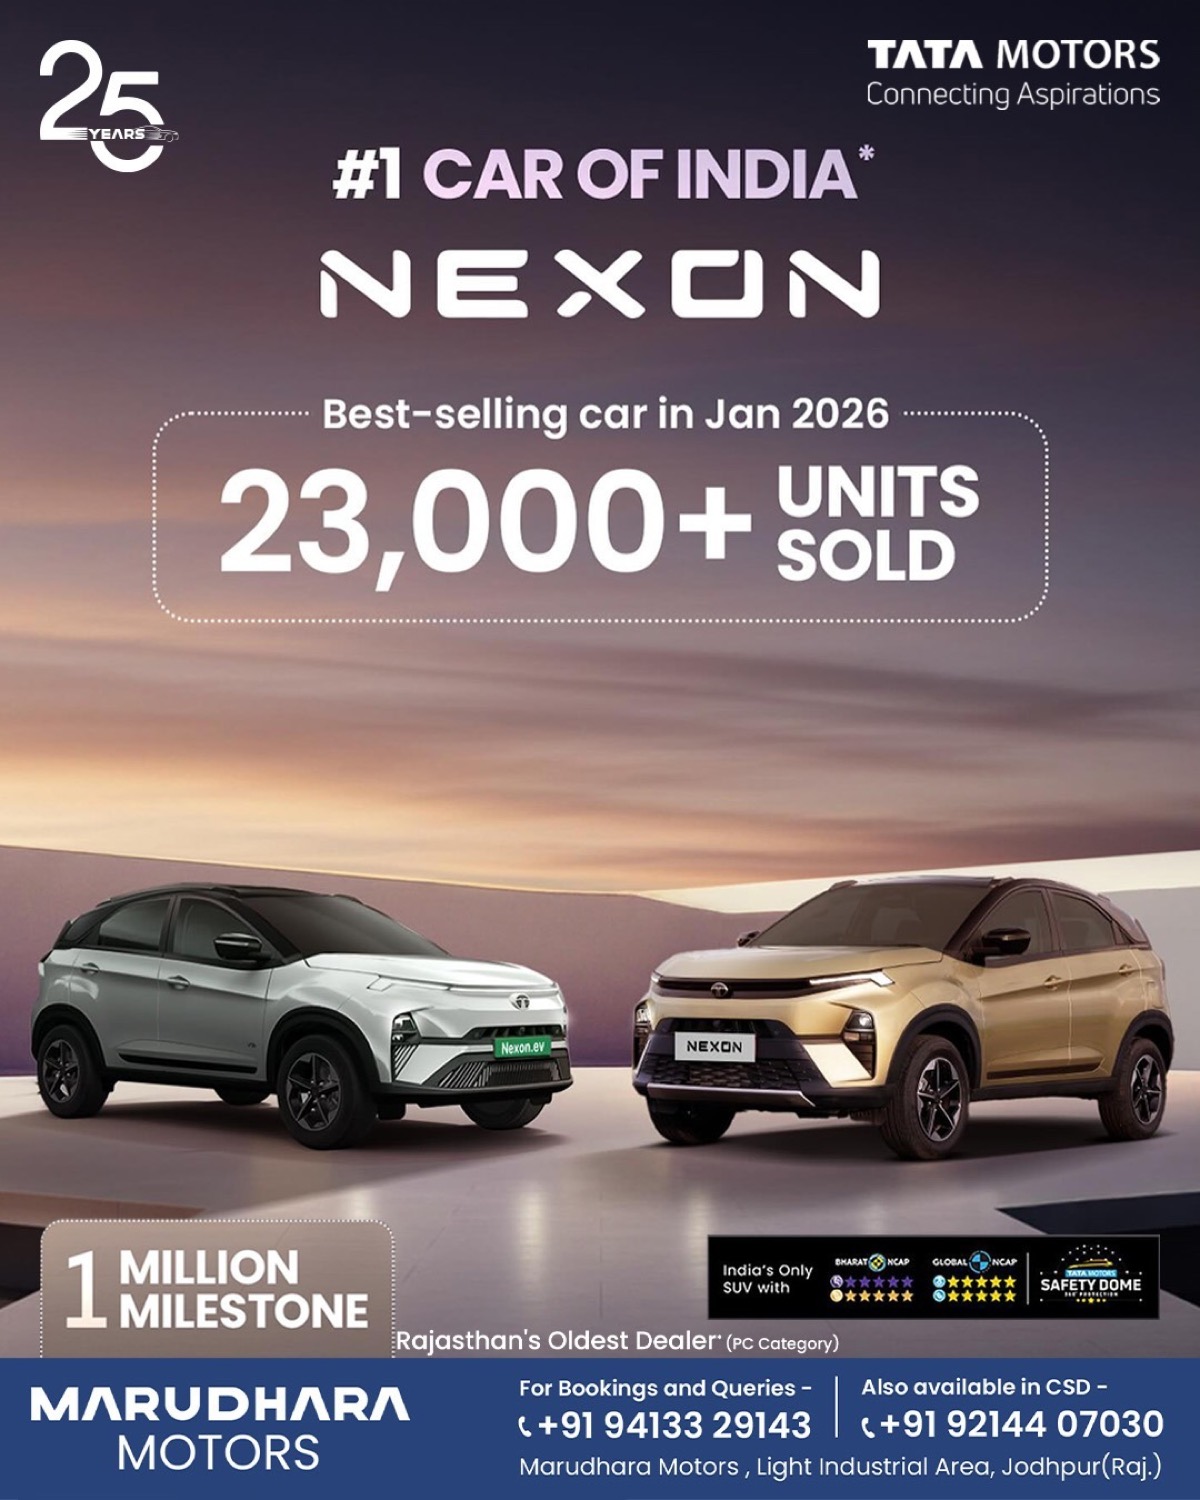 25
YEARS
TATA MOTORS
Connecting Aspirations
#1 CAR OF INDIA*
NEXON
Best-selling car in Jan 2026
23,000+ UNITS
SOLD
Nexon.ev
NEXON
1 MILLION
MILESTONE
India's Only
SUV with
BHARAT NCAP
GLOBAL NCAP
TATA MOTORS
SAFETY DOME
360° PROTECTION
Rajasthan's Oldest Dealer* (PC Category)
MARUDHARA
MOTORS
For Bookings and Queries -
+91 94133 29143
Also available in CSD -
+91 92144 07030
Marudhara Motors , Light Industrial Area, Jodhpur(Raj.)